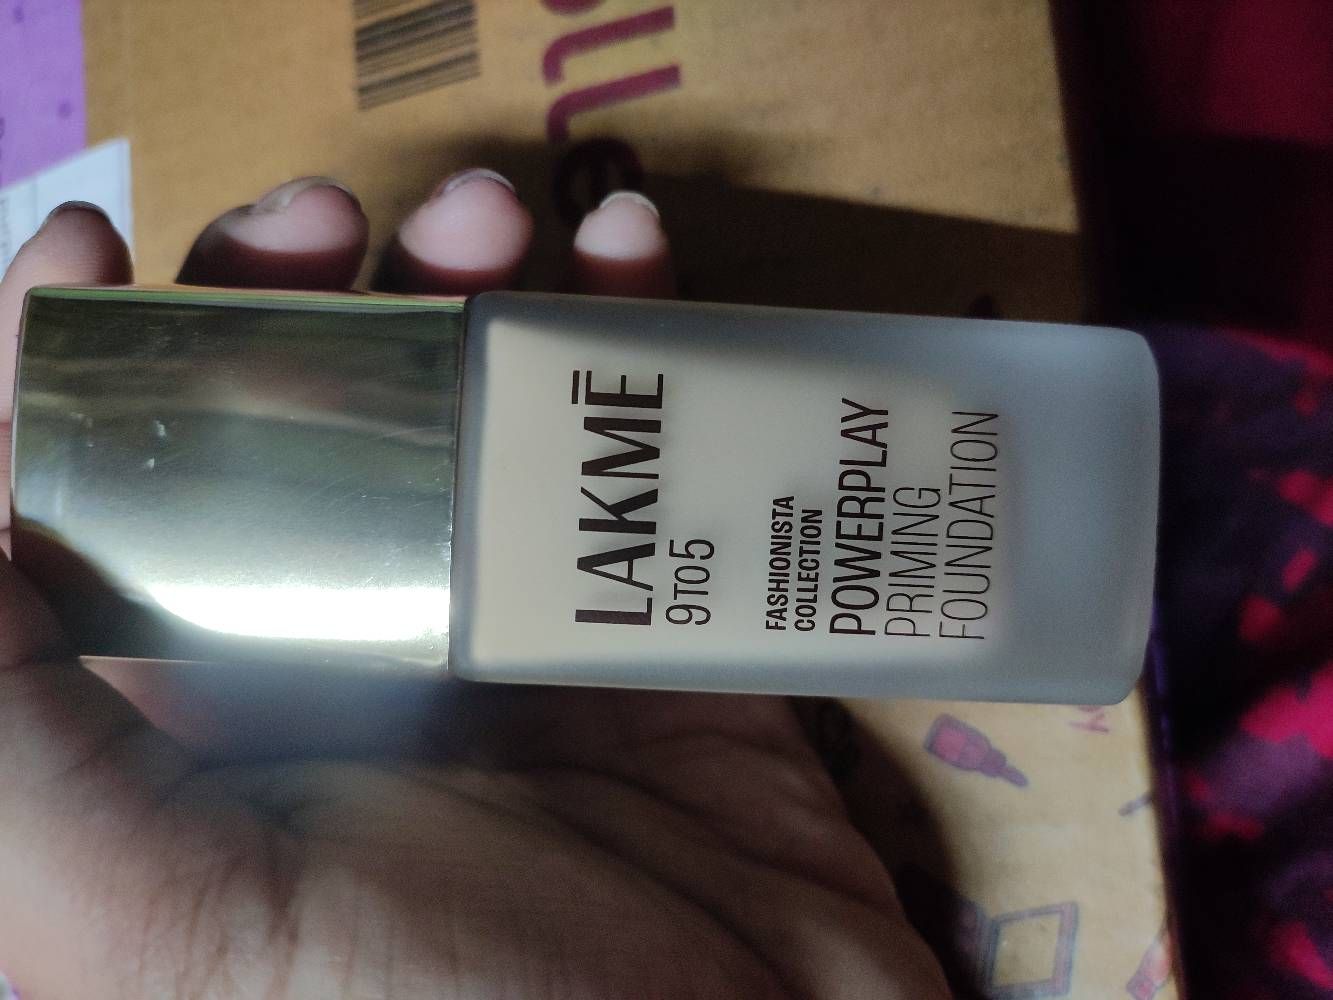 LAKMĒ
9TO5
FASHIONISTA
COLLECTION
POWERPLAY
PRIMING
FOUNDATION